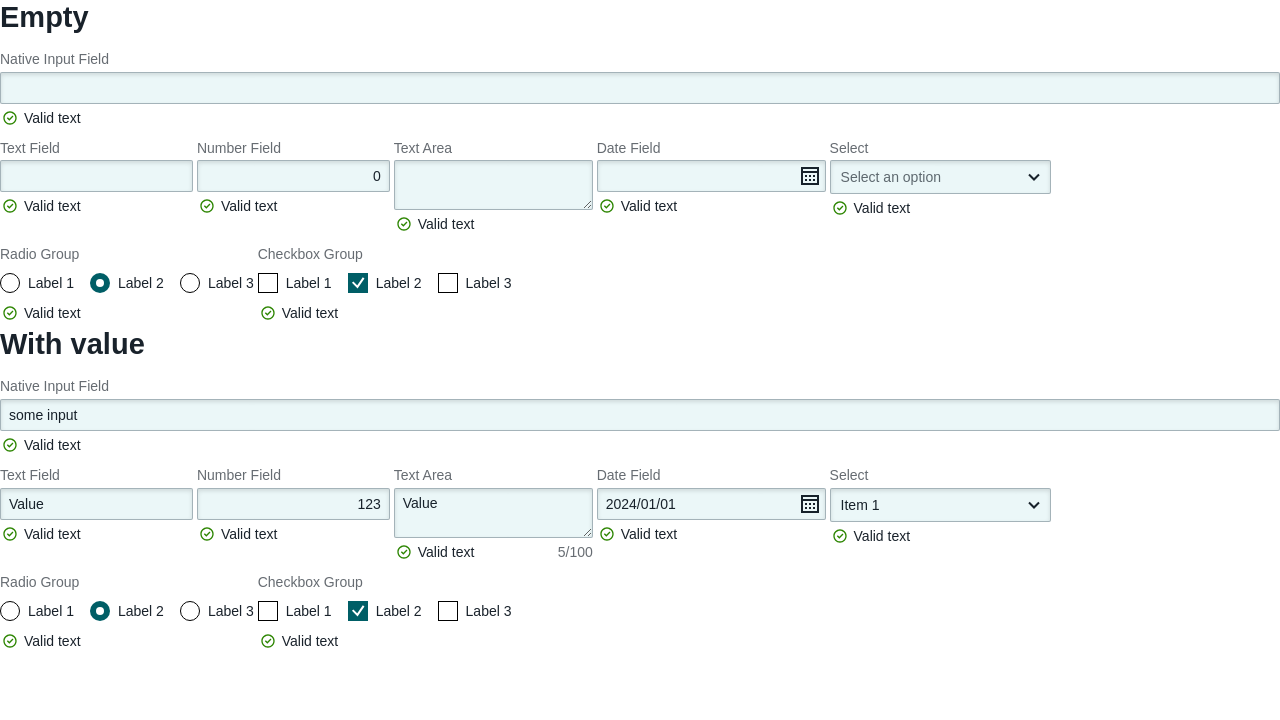 Empty
Native Input Field
Valid text
Text Field Number Field Text Area Date Field Select
0 Select an option
Valid text Valid text Valid text Valid text Valid text
Radio Group Checkbox Group
Label 1 Label 2 Label 3 Label 1 Label 2 Label 3
Valid text Valid text
With value
Native Input Field
some input
Valid text
Text Field Number Field Text Area Date Field Select
Value 123 Value 2024/01/01 Item 1
Valid text Valid text Valid text 5/100 Valid text Valid text
Radio Group Checkbox Group
Label 1 Label 2 Label 3 Label 1 Label 2 Label 3
Valid text Valid text